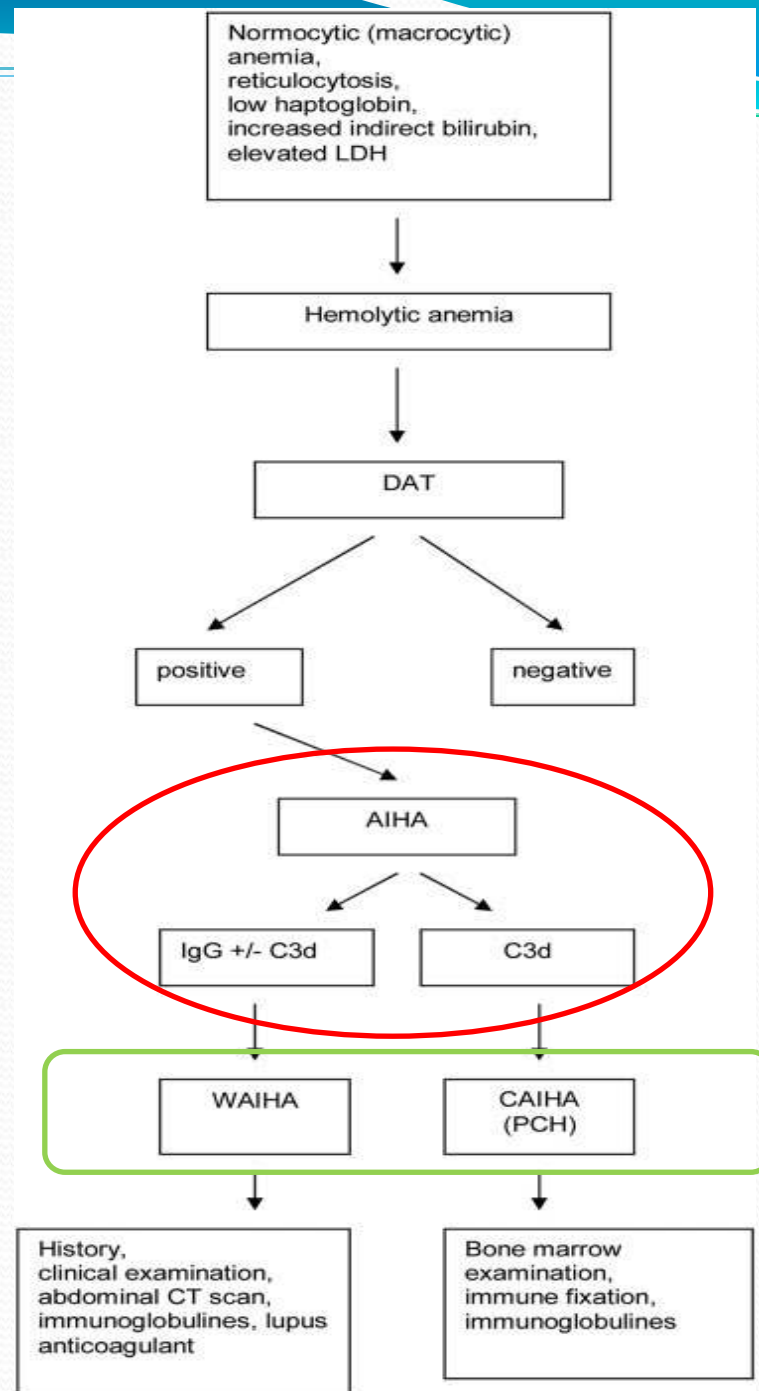 Normocytic (macrocytic)
anemia,
reticulocytosis,
low haptoglobin,
increased indirect bilirubin,
elevated LDH
Hemolytic anemia
DAT
positive
negative
AIHA
IgG +/- C3d
C3d
WAIHA
CAIHA
(PCH)
History,
clinical examination,
abdominal CT scan,
immunoglobulines, lupus
anticoagulant
Bone marrow
examination,
immune fixation,
immunoglobulines